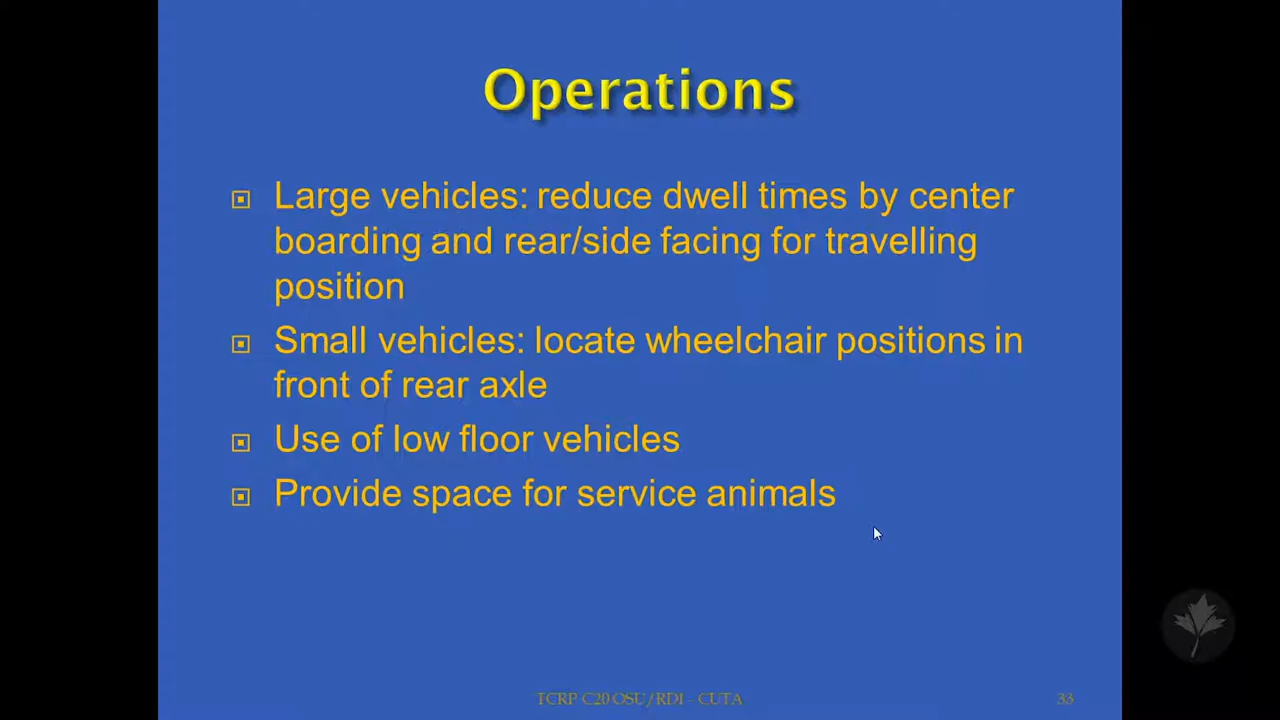 Operations
Large vehicles: reduce dwell times by center
boarding and rear/side facing for travelling
position
Small vehicles: locate wheelchair positions in
front of rear axle
Use of low floor vehicles
Provide space for service animals
TCRP C20 OSU/RDI - CUTA
33